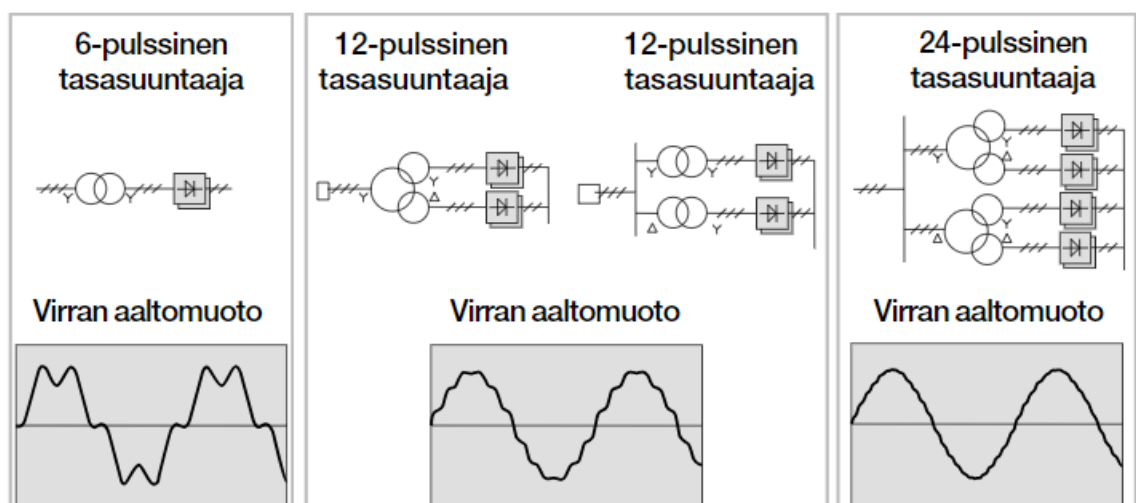 6-pulssinen
tasasuuntaaja
12-pulssinen
tasasuuntaaja
12-pulssinen
tasasuuntaaja
24-pulssinen
tasasuuntaaja
Y
Y
Y
Y
Δ
Y
Y
Δ
Y
Y
Y
Δ
Δ
Y
Δ
Virran aaltomuoto
Virran aaltomuoto
Virran aaltomuoto